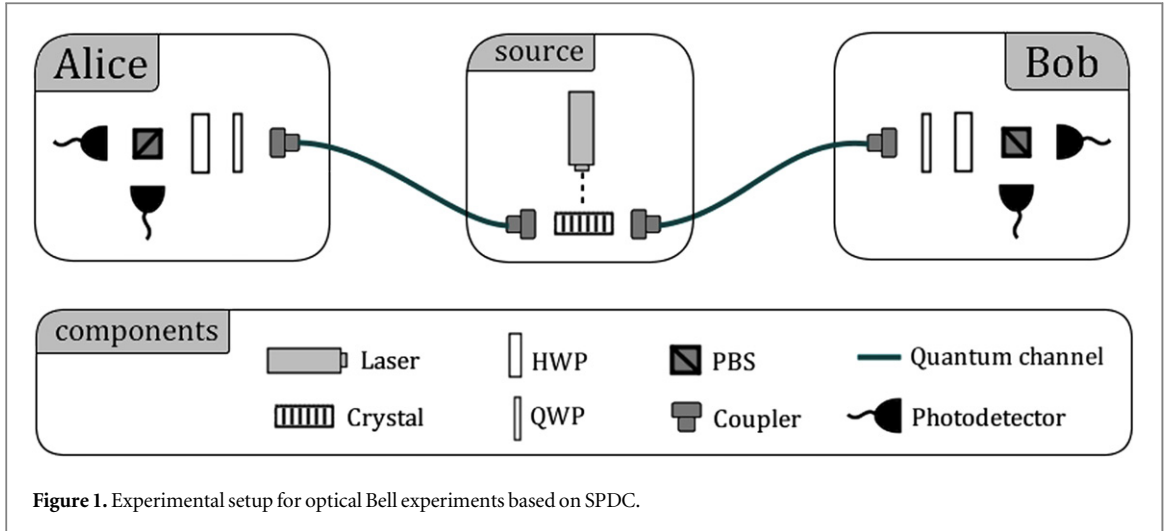 Alice
source
Bob
components
Laser
HWP
PBS
Quantum channel
Crystal
QWP
Coupler
Photodetector
Figure 1. Experimental setup for optical Bell experiments based on SPDC.